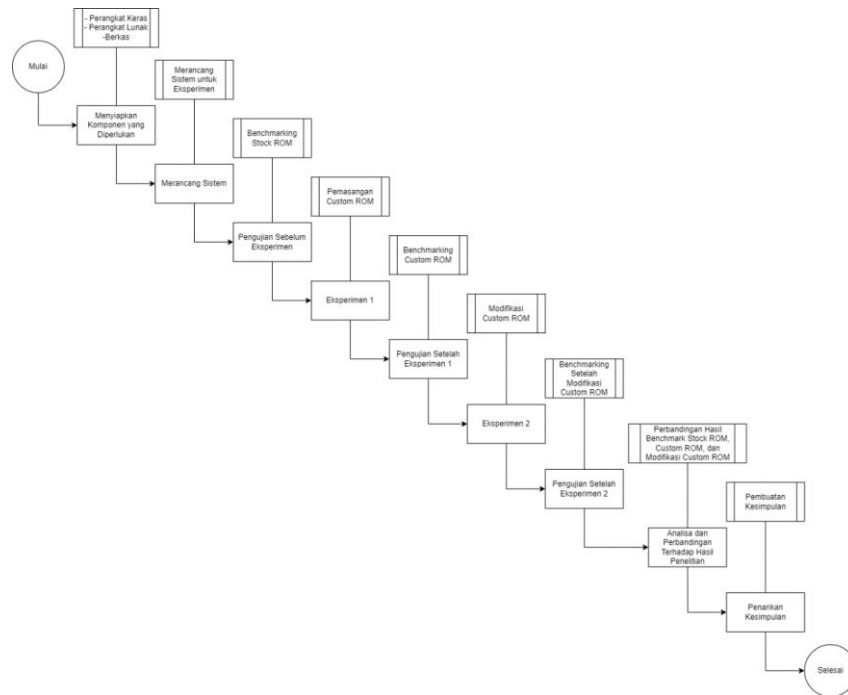 - Perangkat Keras
- Perangkat Lunak
-Berkas
Mulai
Menyiapkan
Komponen yang
Diperlukan
Merancang
Sistem untuk
Eksperimen
Merancang Sistem
Benchmarking
Stock ROM
Pengujian Sebelum
Eksperimen
Pemasangan
Custom ROM
Eksperimen 1
Benchmarking
Custom ROM
Pengujian Setelah
Eksperimen 1
Modifikasi
Custom ROM
Eksperimen 2
Benchmarking
Setelah
Modifikasi
Custom ROM
Pengujian Setelah
Eksperimen 2
Perbandingan Hasil
Benchmark Stock ROM,
Custom ROM, dan
Modifikasi Custom ROM
Analisa dan
Perbandingan
Terhadap Hasil
Penelitian
Pembuatan
Kesimpulan
Penarikan
Kesimpulan
Selesai